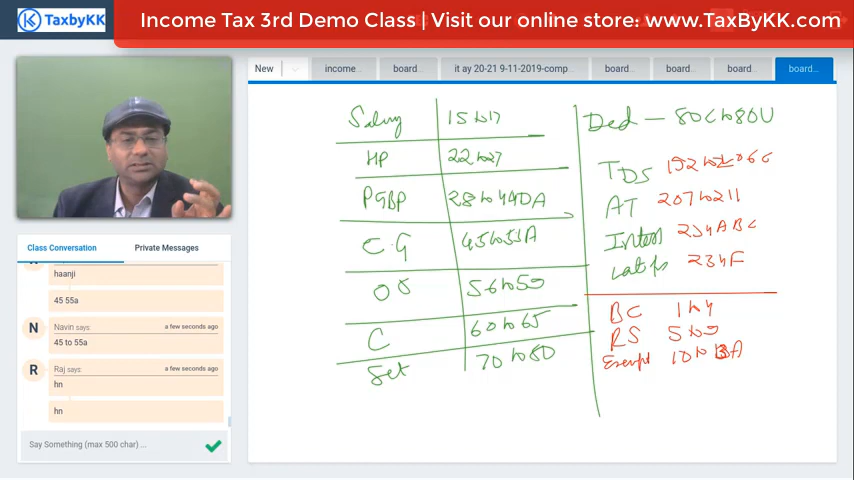 Income Tax 3rd Demo Class | Visit our online store: www.TaxByKK.com
K TaxbyKK
New income... board... it ay 20-21 9-11-2019-comp... board... board... board... board...
Class Conversation Private Messages
haanji
45 55a
N Navin says: a few seconds ago
45 to 55a
R Raj says: a few seconds ago
hn
hn
Say Something (max 500 char) ...
Salary 15 to 17
HP 22 to 27
PGBP 28 to 44DA
C.G 45 to 55A
OS 56 to 59
C 60 to 65
Set 70 to 80
Ded — 80C to 80U
TDS 192 to 206C
AT 207 to 211
234ABC
234F
BC 1 to 4
RS 5 to 9
Exempt 10 to 13A